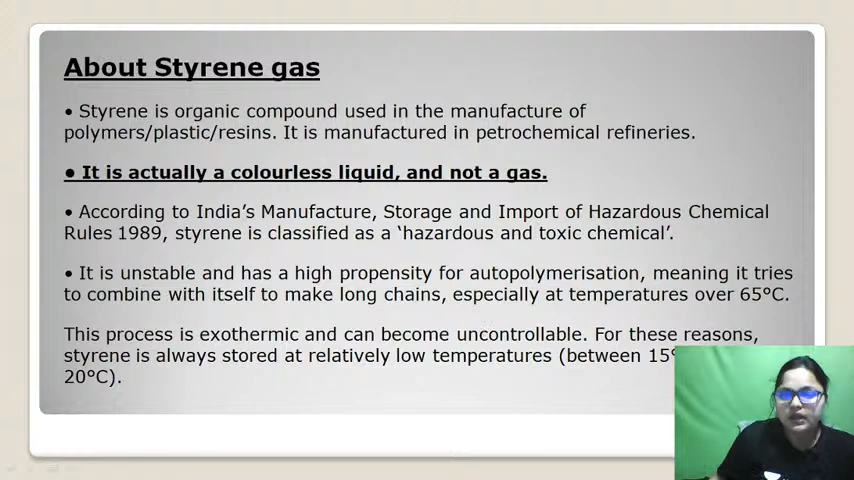 About Styrene gas
• Styrene is organic compound used in the manufacture of
polymers/plastic/resins. It is manufactured in petrochemical refineries.
• It is actually a colourless liquid, and not a gas.
• According to India’s Manufacture, Storage and Import of Hazardous Chemical
Rules 1989, styrene is classified as a ‘hazardous and toxic chemical’.
• It is unstable and has a high propensity for autopolymerisation, meaning it tries
to combine with itself to make long chains, especially at temperatures over 65°C.
This process is exothermic and can become uncontrollable. For these reasons,
styrene is always stored at relatively low temperatures (between 15°
20°C).